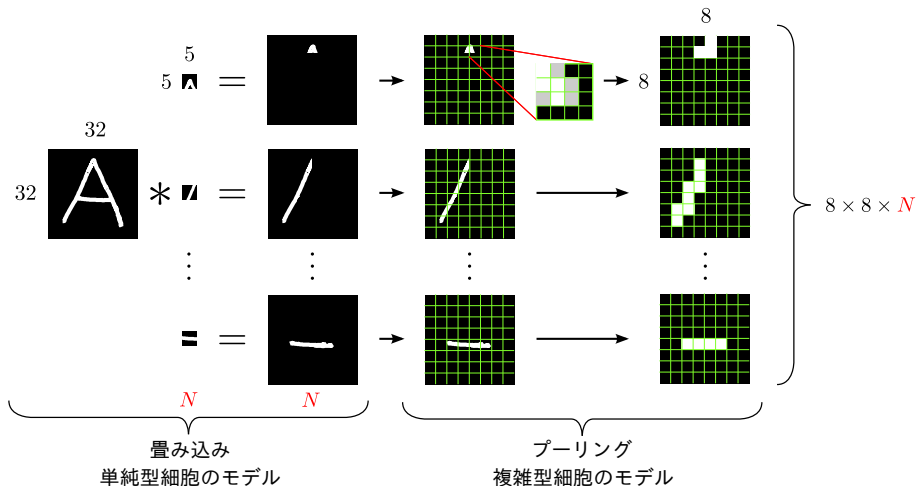 8
5
5
8
32
32
* = 
=
=
8 × 8 × N
N
N
畳み込み
単純型細胞のモデル
プーリング
複雑型細胞のモデル